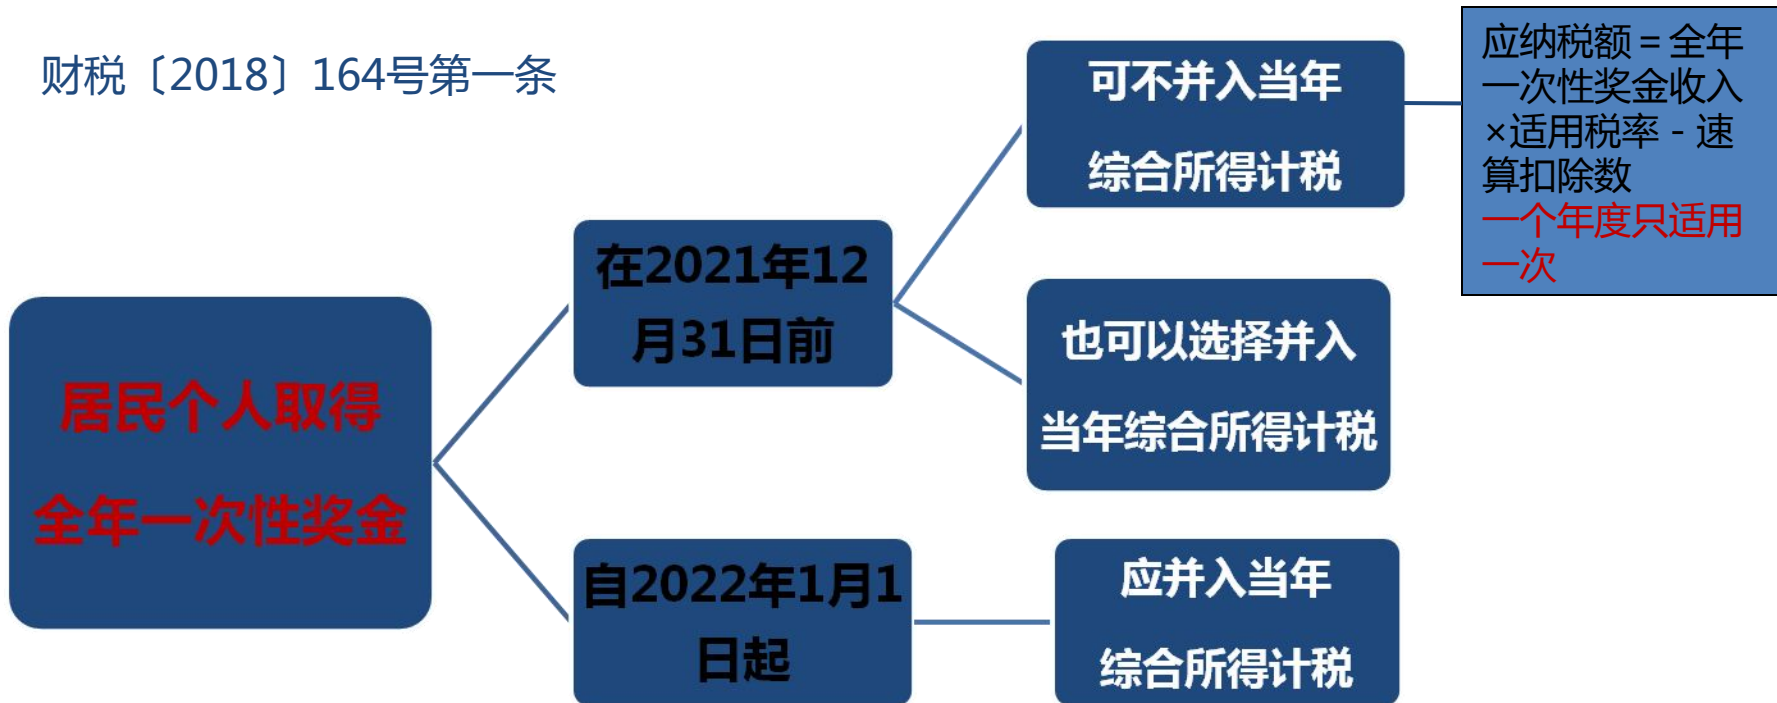 财税〔2018〕164号第一条
居民个人取得
全年一次性奖金
在2021年12
月31日前
可不并入当年
综合所得计税
应纳税额=全年
一次性奖金收入
×适用税率－速
算扣除数
一个年度只适用
一次
也可以选择并入
当年综合所得计税
自2022年1月1
日起
应并入当年
综合所得计税